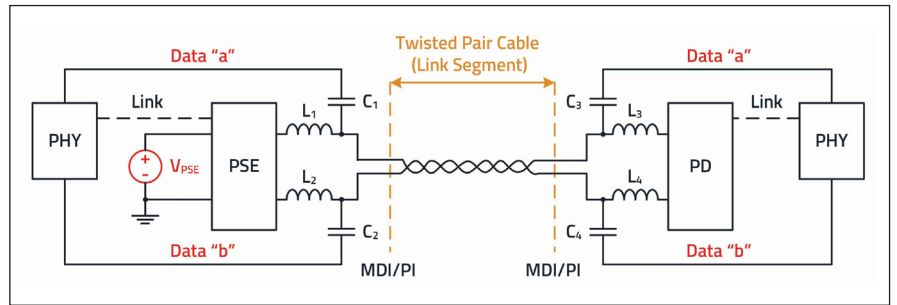 Twisted Pair Cable
(Link Segment)
Data “a”
Data “a”
Link
L1
C1
C3
L3
Link
PHY
+
-
VPSE
PSE
PD
PHY
L2
L4
C2
C4
Data “b”
MDI/PI
MDI/PI
Data “b”